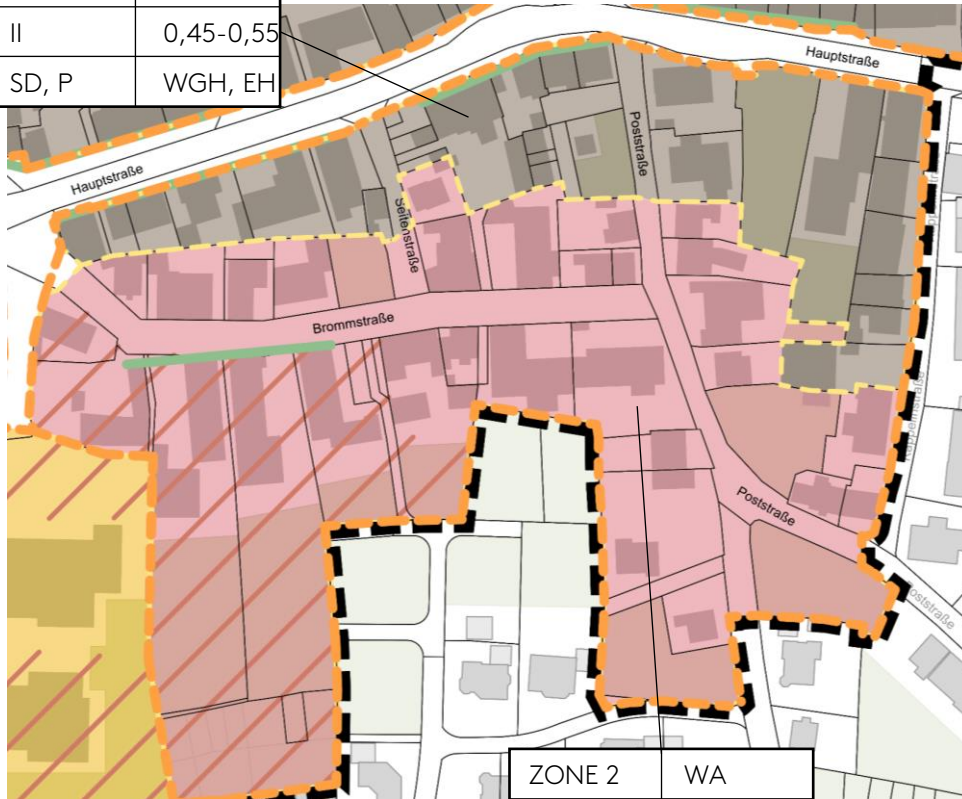 II 0,45-0,55
SD, P WGH, EH
Hauptstraße
Hauptstraße
Poststraße
Seitenstraße
Brommstraße
Poststraße
Poststraße
ZONE 2 WA